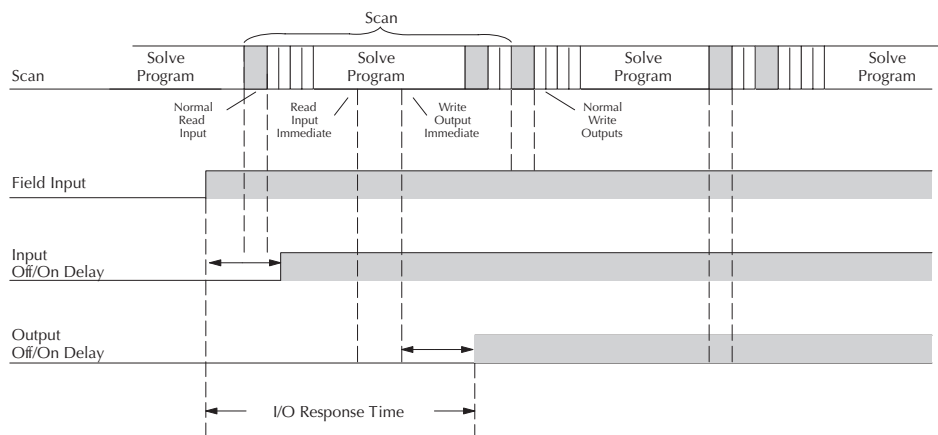 Scan
Scan
Solve
Program
Solve
Program
Solve
Program
Solve
Program
Normal
Read
Input
Read
Input
Immediate
Write
Output
Immediate
Normal
Write
Outputs
Field Input
Input
Off/On Delay
Output
Off/On Delay
I/O Response Time